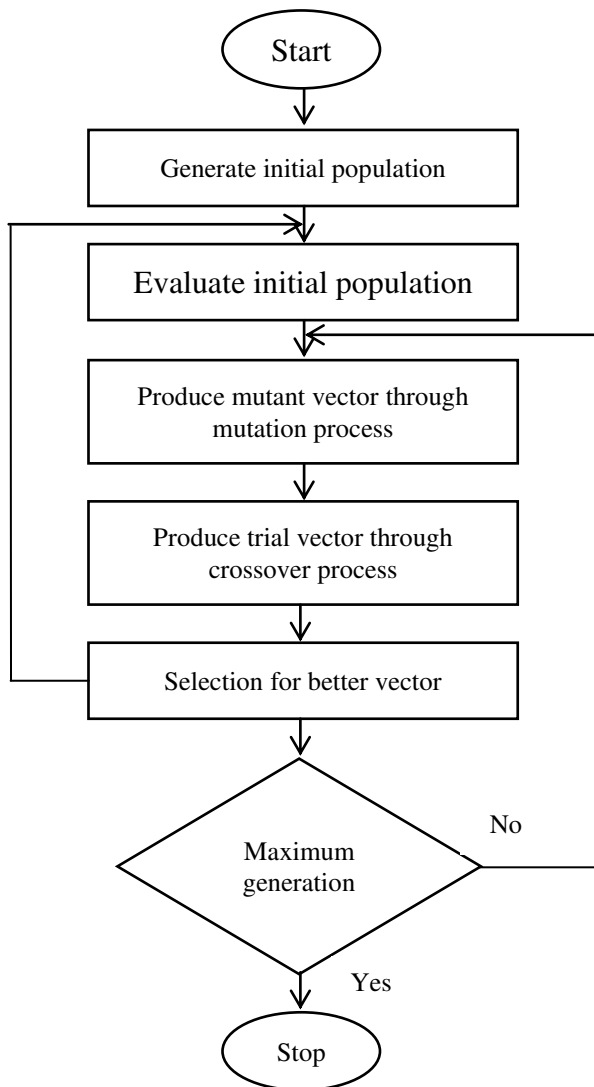 Start
Generate initial population
Evaluate initial population
Produce mutant vector through
mutation process
Produce trial vector through
crossover process
Selection for better vector
Maximum
generation
No
Yes
Stop